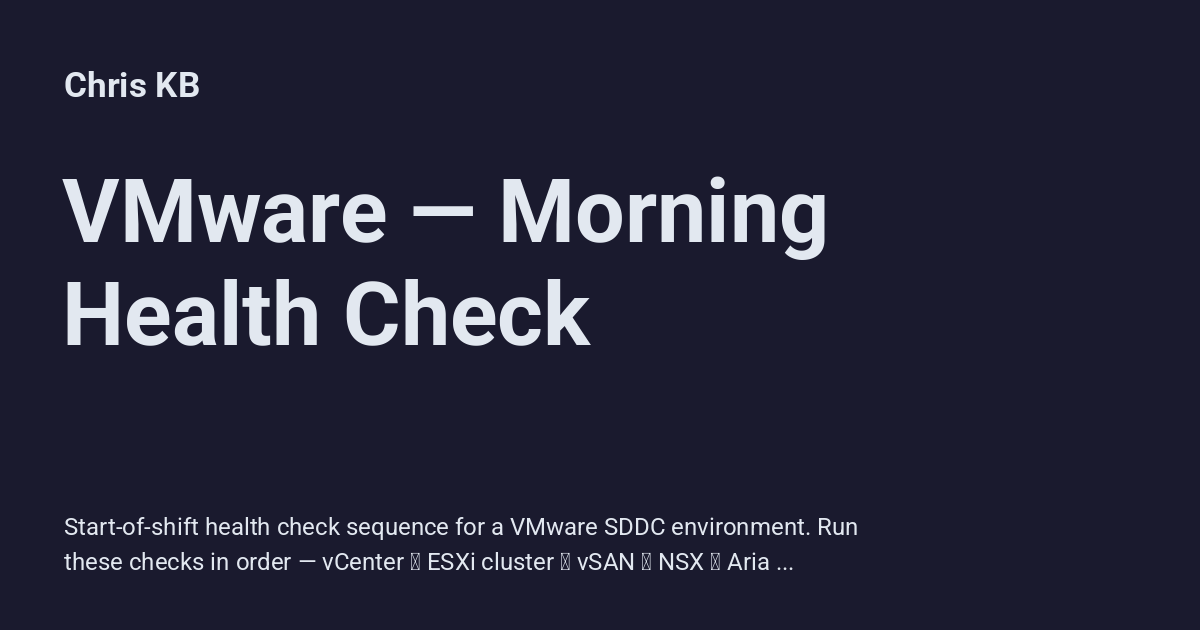 Chris KB
VMware — Morning
Health Check
Start-of-shift health check sequence for a VMware SDDC environment. Run
these checks in order — vCenter ▯ ESXi cluster ▯ vSAN ▯ NSX ▯ Aria ...